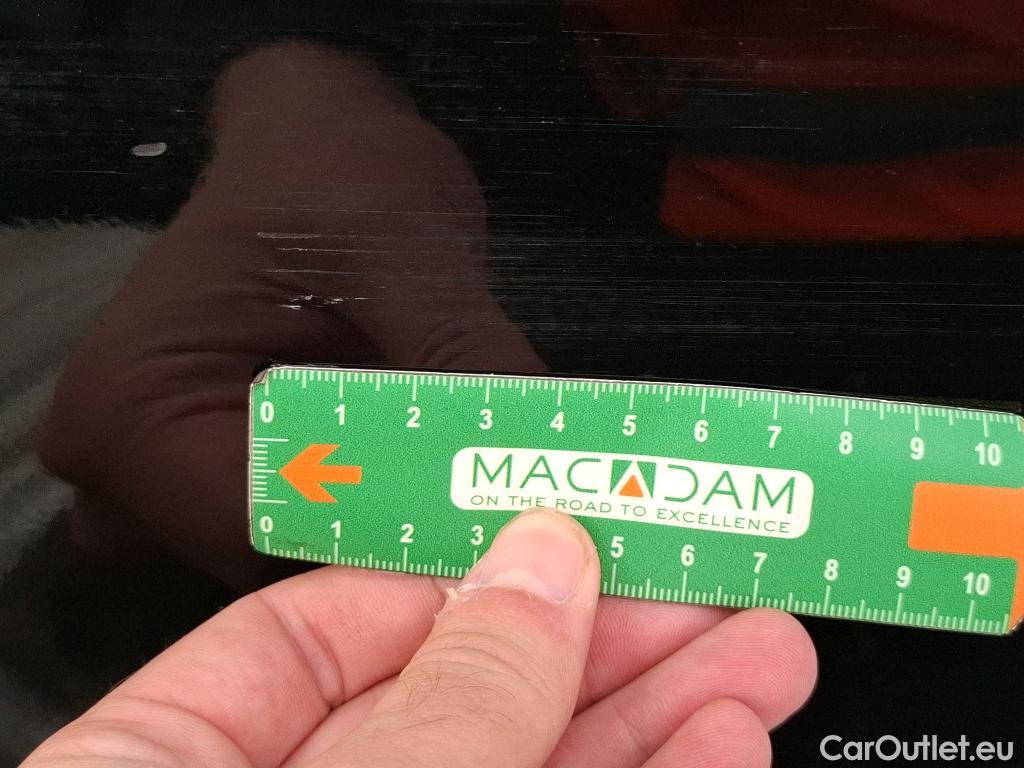 0 1 2 3 4 5 6 7 8 9 10
MACADAM
ON THE ROAD TO EXCELLENCE
0 1 2 3 5 6 7 8 9 10
CarOutlet.eu